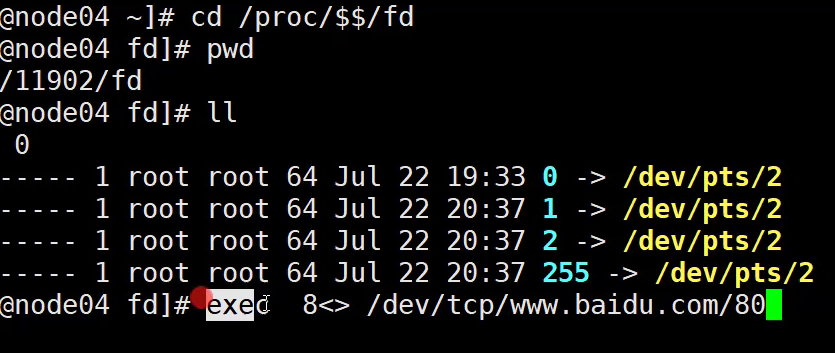 @node04 ~]# cd /proc/$$/fd
@node04 fd]# pwd
/11902/fd
@node04 fd]# ll
0
----- 1 root root 64 Jul 22 19:33 0 -> /dev/pts/2
----- 1 root root 64 Jul 22 20:37 1 -> /dev/pts/2
----- 1 root root 64 Jul 22 20:37 2 -> /dev/pts/2
----- 1 root root 64 Jul 22 20:37 255 -> /dev/pts/2
@node04 fd]# exec  8<> /dev/tcp/www.baidu.com/80